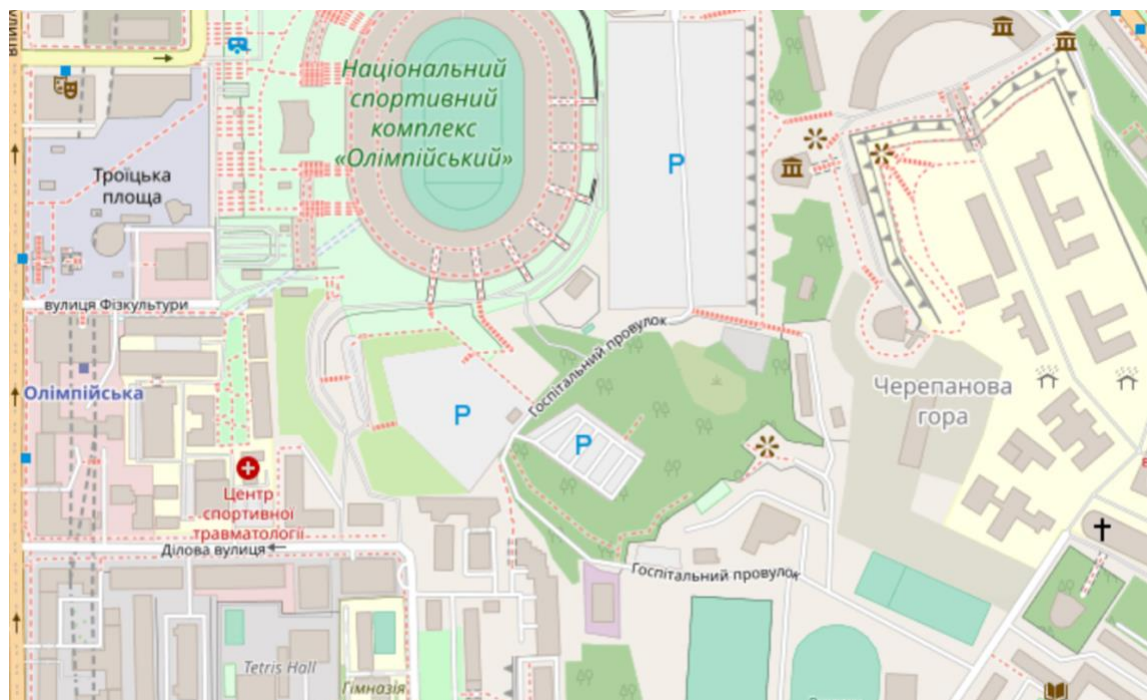 Національний
спортивний
комплекс
«Олімпійський»
P
Троїцька
площа
вулиця Фізкультури
Госпітальний провулок
Олімпійська
Черепанова
гора
P
P
Центр
спортивної
травматології
Ділова вулиця
Госпітальний провулок
Tetris Hall
Гімназія